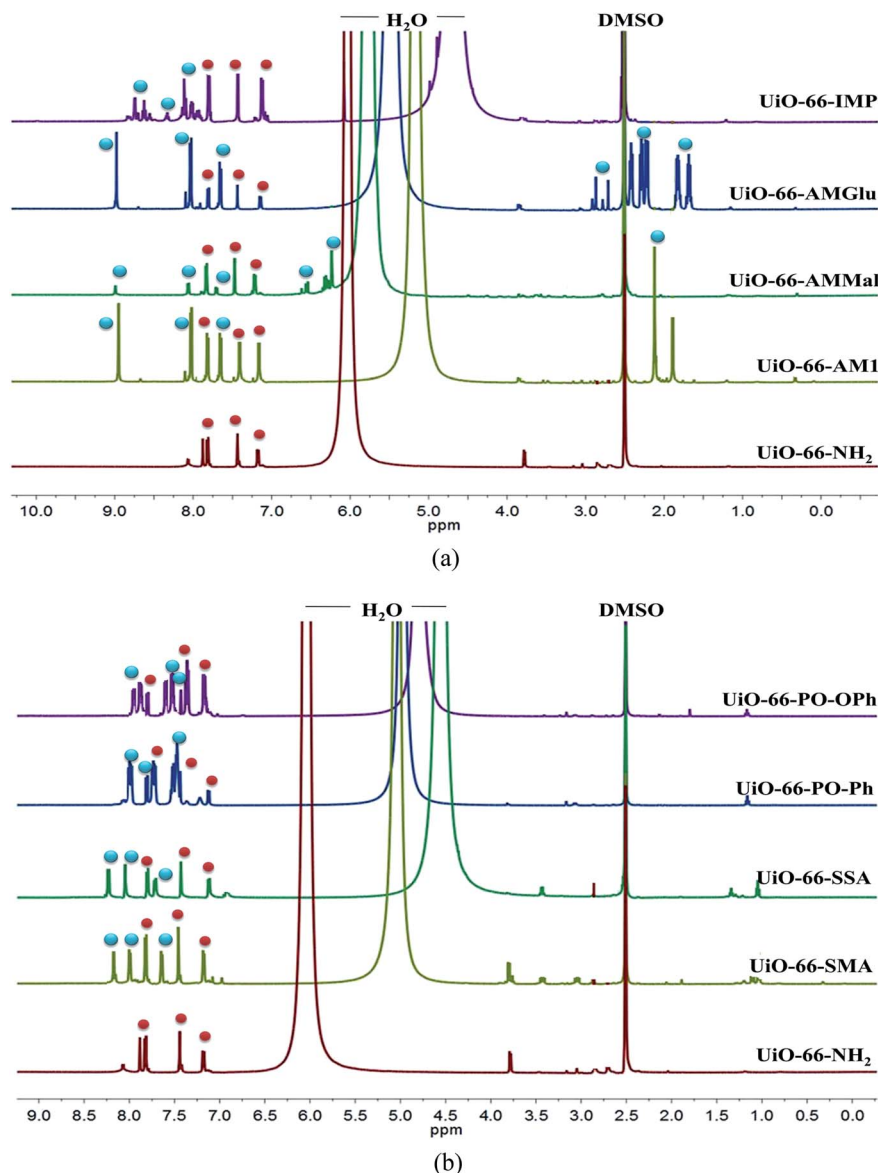 H₂O
DMSO
UiO-66-IMP
UiO-66-AMGlu
UiO-66-AMMal
UiO-66-AM1
UiO-66-NH₂
10.0 9.0 8.0 7.0 6.0 5.0 4.0 3.0 2.0 1.0 0.0
ppm
(a)
H₂O
DMSO
UiO-66-PO-OPh
UiO-66-PO-Ph
UiO-66-SSA
UiO-66-SMA
UiO-66-NH₂
9.0 8.5 8.0 7.5 7.0 6.5 6.0 5.5 5.0 4.5 4.0 3.5 3.0 2.5 2.0 1.5 1.0 0.5 0.0
ppm
(b)